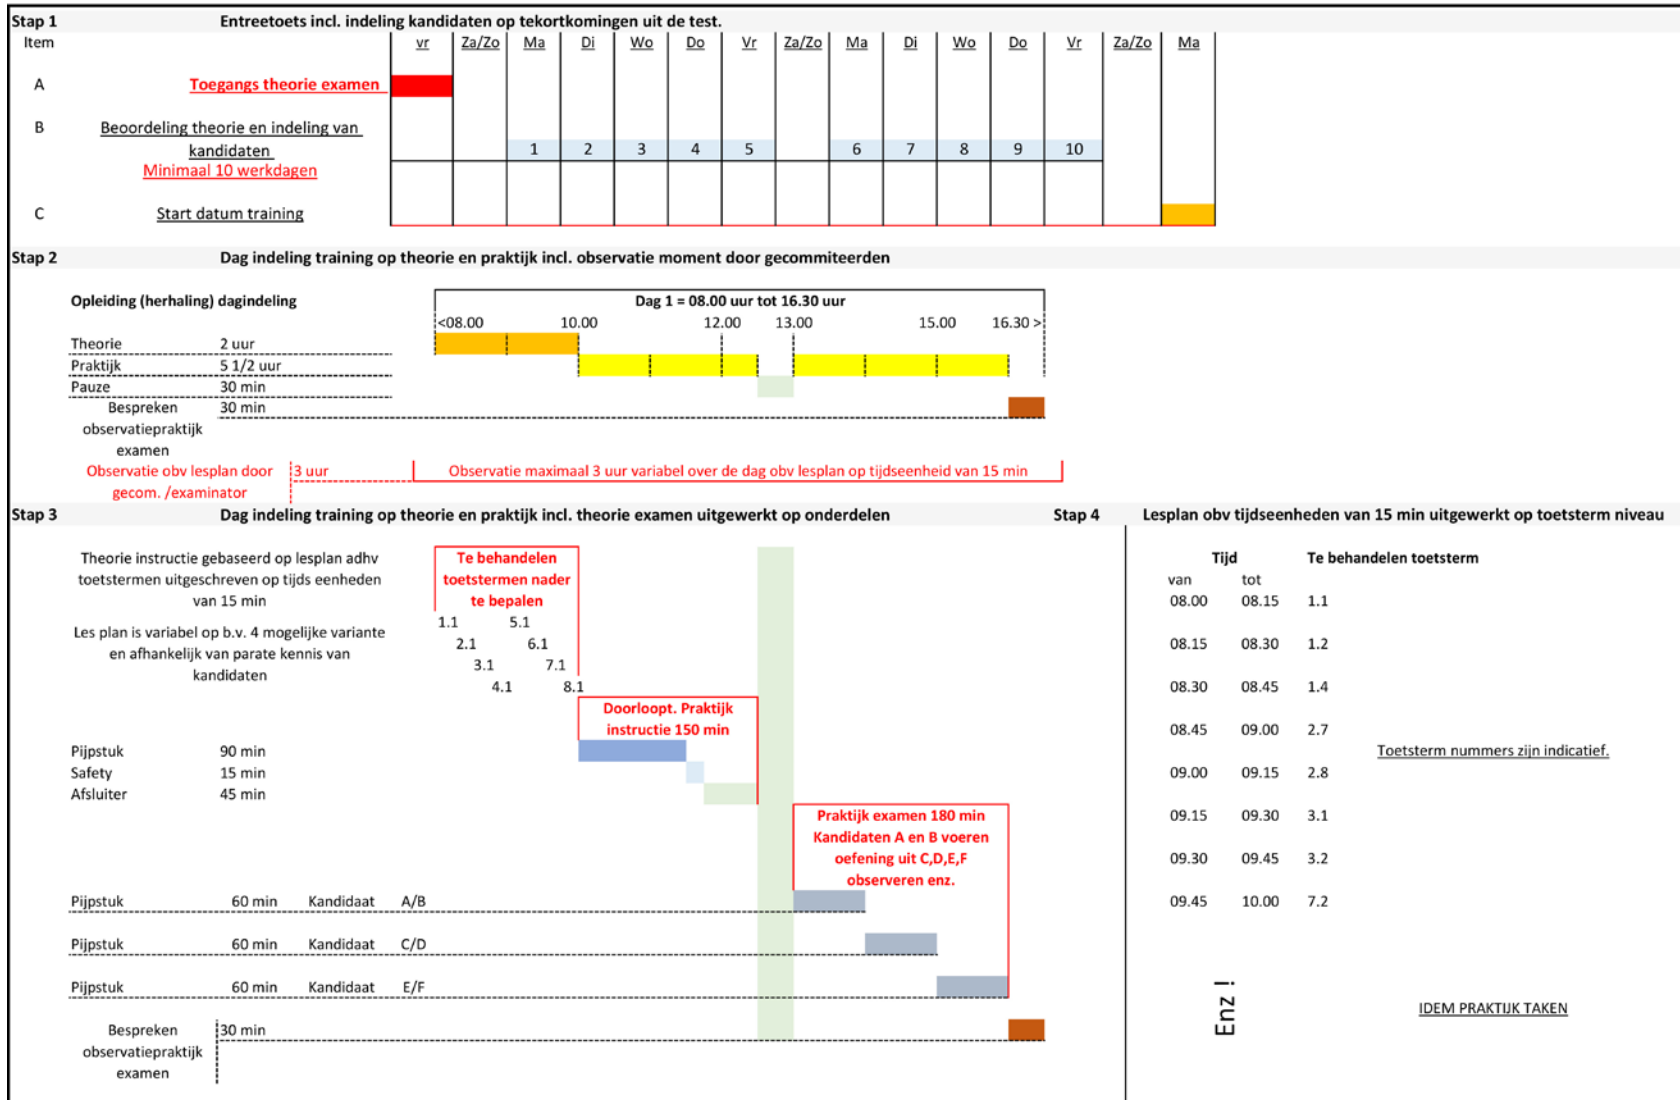 Stap 1 Entreetoets incl. indeling kandidaten op tekortkomingen uit de test.
Item vr Za/Zo Ma Di Wo Do Vr Za/Zo Ma Di Wo Do Vr Za/Zo Ma
A Toegangs theorie examen
B Beoordeling theorie en indeling van
kandidaten 1 2 3 4 5 6 7 8 9 10
Minimaal 10 werkdagen
C Start datum training
Stap 2 Dag indeling training op theorie en praktijk incl. observatie moment door gecommiteerden
Opleiding (herhaling) dagindeling Dag 1 = 08.00 uur tot 16.30 uur
<08.00 10.00 12.00 13.00 15.00 16.30 >
Theorie 2 uur
Praktijk 5 1/2 uur
Pauze 30 min
Bespreken 30 min
observatiepraktijk
examen
Observatie obv lesplan door 3 uur Observatie maximaal 3 uur variabel over de dag obv lesplan op tijdseenheid van 15 min
gecom. /examinator
Stap 3 Dag indeling training op theorie en praktijk incl. theorie examen uitgewerkt op onderdelen
Theorie instructie gebaseerd op lesplan adhv
toetstermen uitgeschreven op tijds eenheden
van 15 min
Te behandelen
toetstermen nader
te bepalen
Les plan is variabel op b.v. 4 mogelijke variante
en afhankelijk van parate kennis van
kandidaten
1.1 5.1
2.1 6.1
3.1 7.1
4.1 8.1
Doorloopt. Praktijk
instructie 150 min
Pijpstuk 90 min
Safety 15 min
Afsluiter 45 min
Praktijk examen 180 min
Kandidaten A en B voeren
oefening uit C,D,E,F
observeren enz.
Pijpstuk 60 min Kandidaat A/B
Pijpstuk 60 min Kandidaat C/D
Pijpstuk 60 min Kandidaat E/F
Bespreken 30 min
observatiepraktijk
examen
Stap 4 Lesplan obv tijdseenheden van 15 min uitgewerkt op toetsterm niveau
Tijd Te behandelen toetsterm
van tot
08.00 08.15 1.1
08.15 08.30 1.2
08.30 08.45 1.4
08.45 09.00 2.7
Toetsterm nummers zijn indicatief.
09.00 09.15 2.8
09.15 09.30 3.1
09.30 09.45 3.2
09.45 10.00 7.2
Enz !
IDEM PRAKTIJK TAKEN